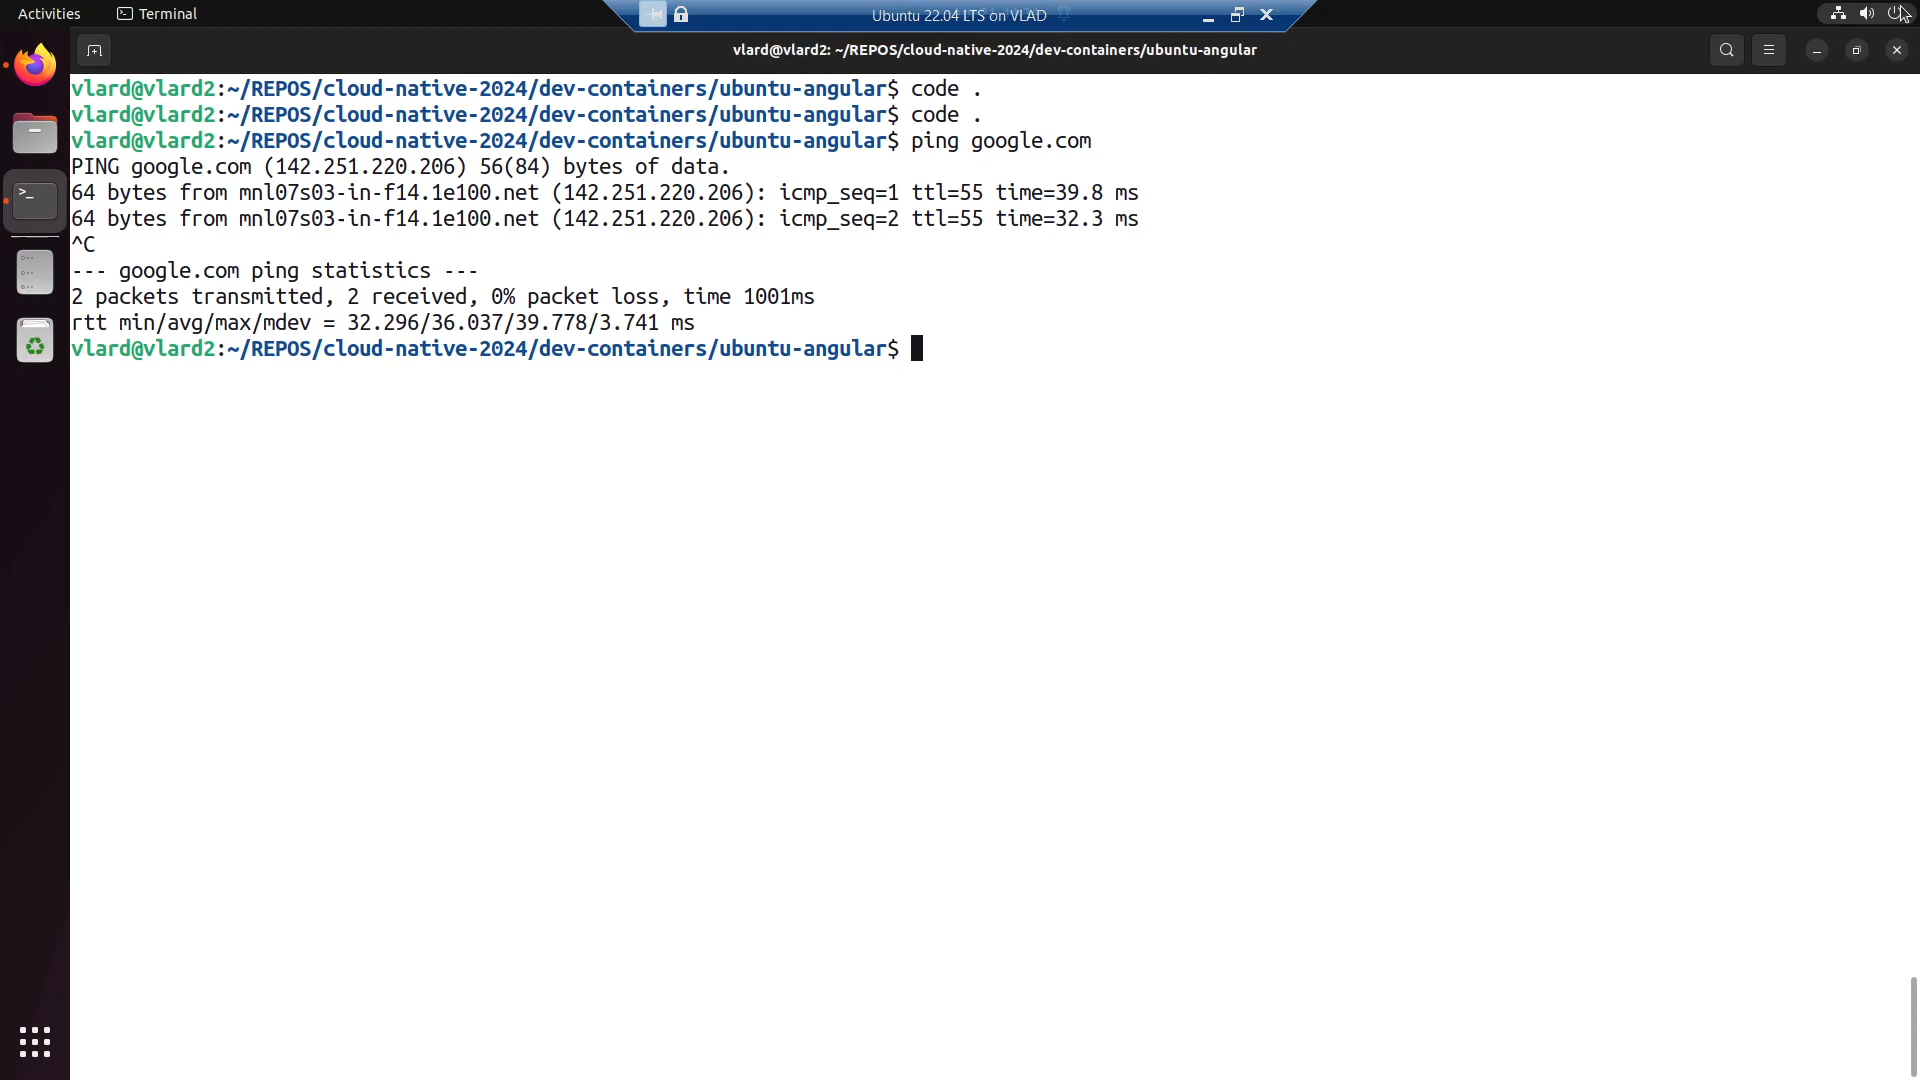 Activities
Terminal
Ubuntu 22.04 LTS on VLAD
vlard@vlard2: ~/REPOS/cloud-native-2024/dev-containers/ubuntu-angular
vlard@vlard2:~/REPOS/cloud-native-2024/dev-containers/ubuntu-angular$ code .
vlard@vlard2:~/REPOS/cloud-native-2024/dev-containers/ubuntu-angular$ code .
vlard@vlard2:~/REPOS/cloud-native-2024/dev-containers/ubuntu-angular$ ping google.com
PING google.com (142.251.220.206) 56(84) bytes of data.
64 bytes from mnl07s03-in-f14.1e100.net (142.251.220.206): icmp_seq=1 ttl=55 time=39.8 ms
64 bytes from mnl07s03-in-f14.1e100.net (142.251.220.206): icmp_seq=2 ttl=55 time=32.3 ms
^C
--- google.com ping statistics ---
2 packets transmitted, 2 received, 0% packet loss, time 1001ms
rtt min/avg/max/mdev = 32.296/36.037/39.778/3.741 ms
vlard@vlard2:~/REPOS/cloud-native-2024/dev-containers/ubuntu-angular$